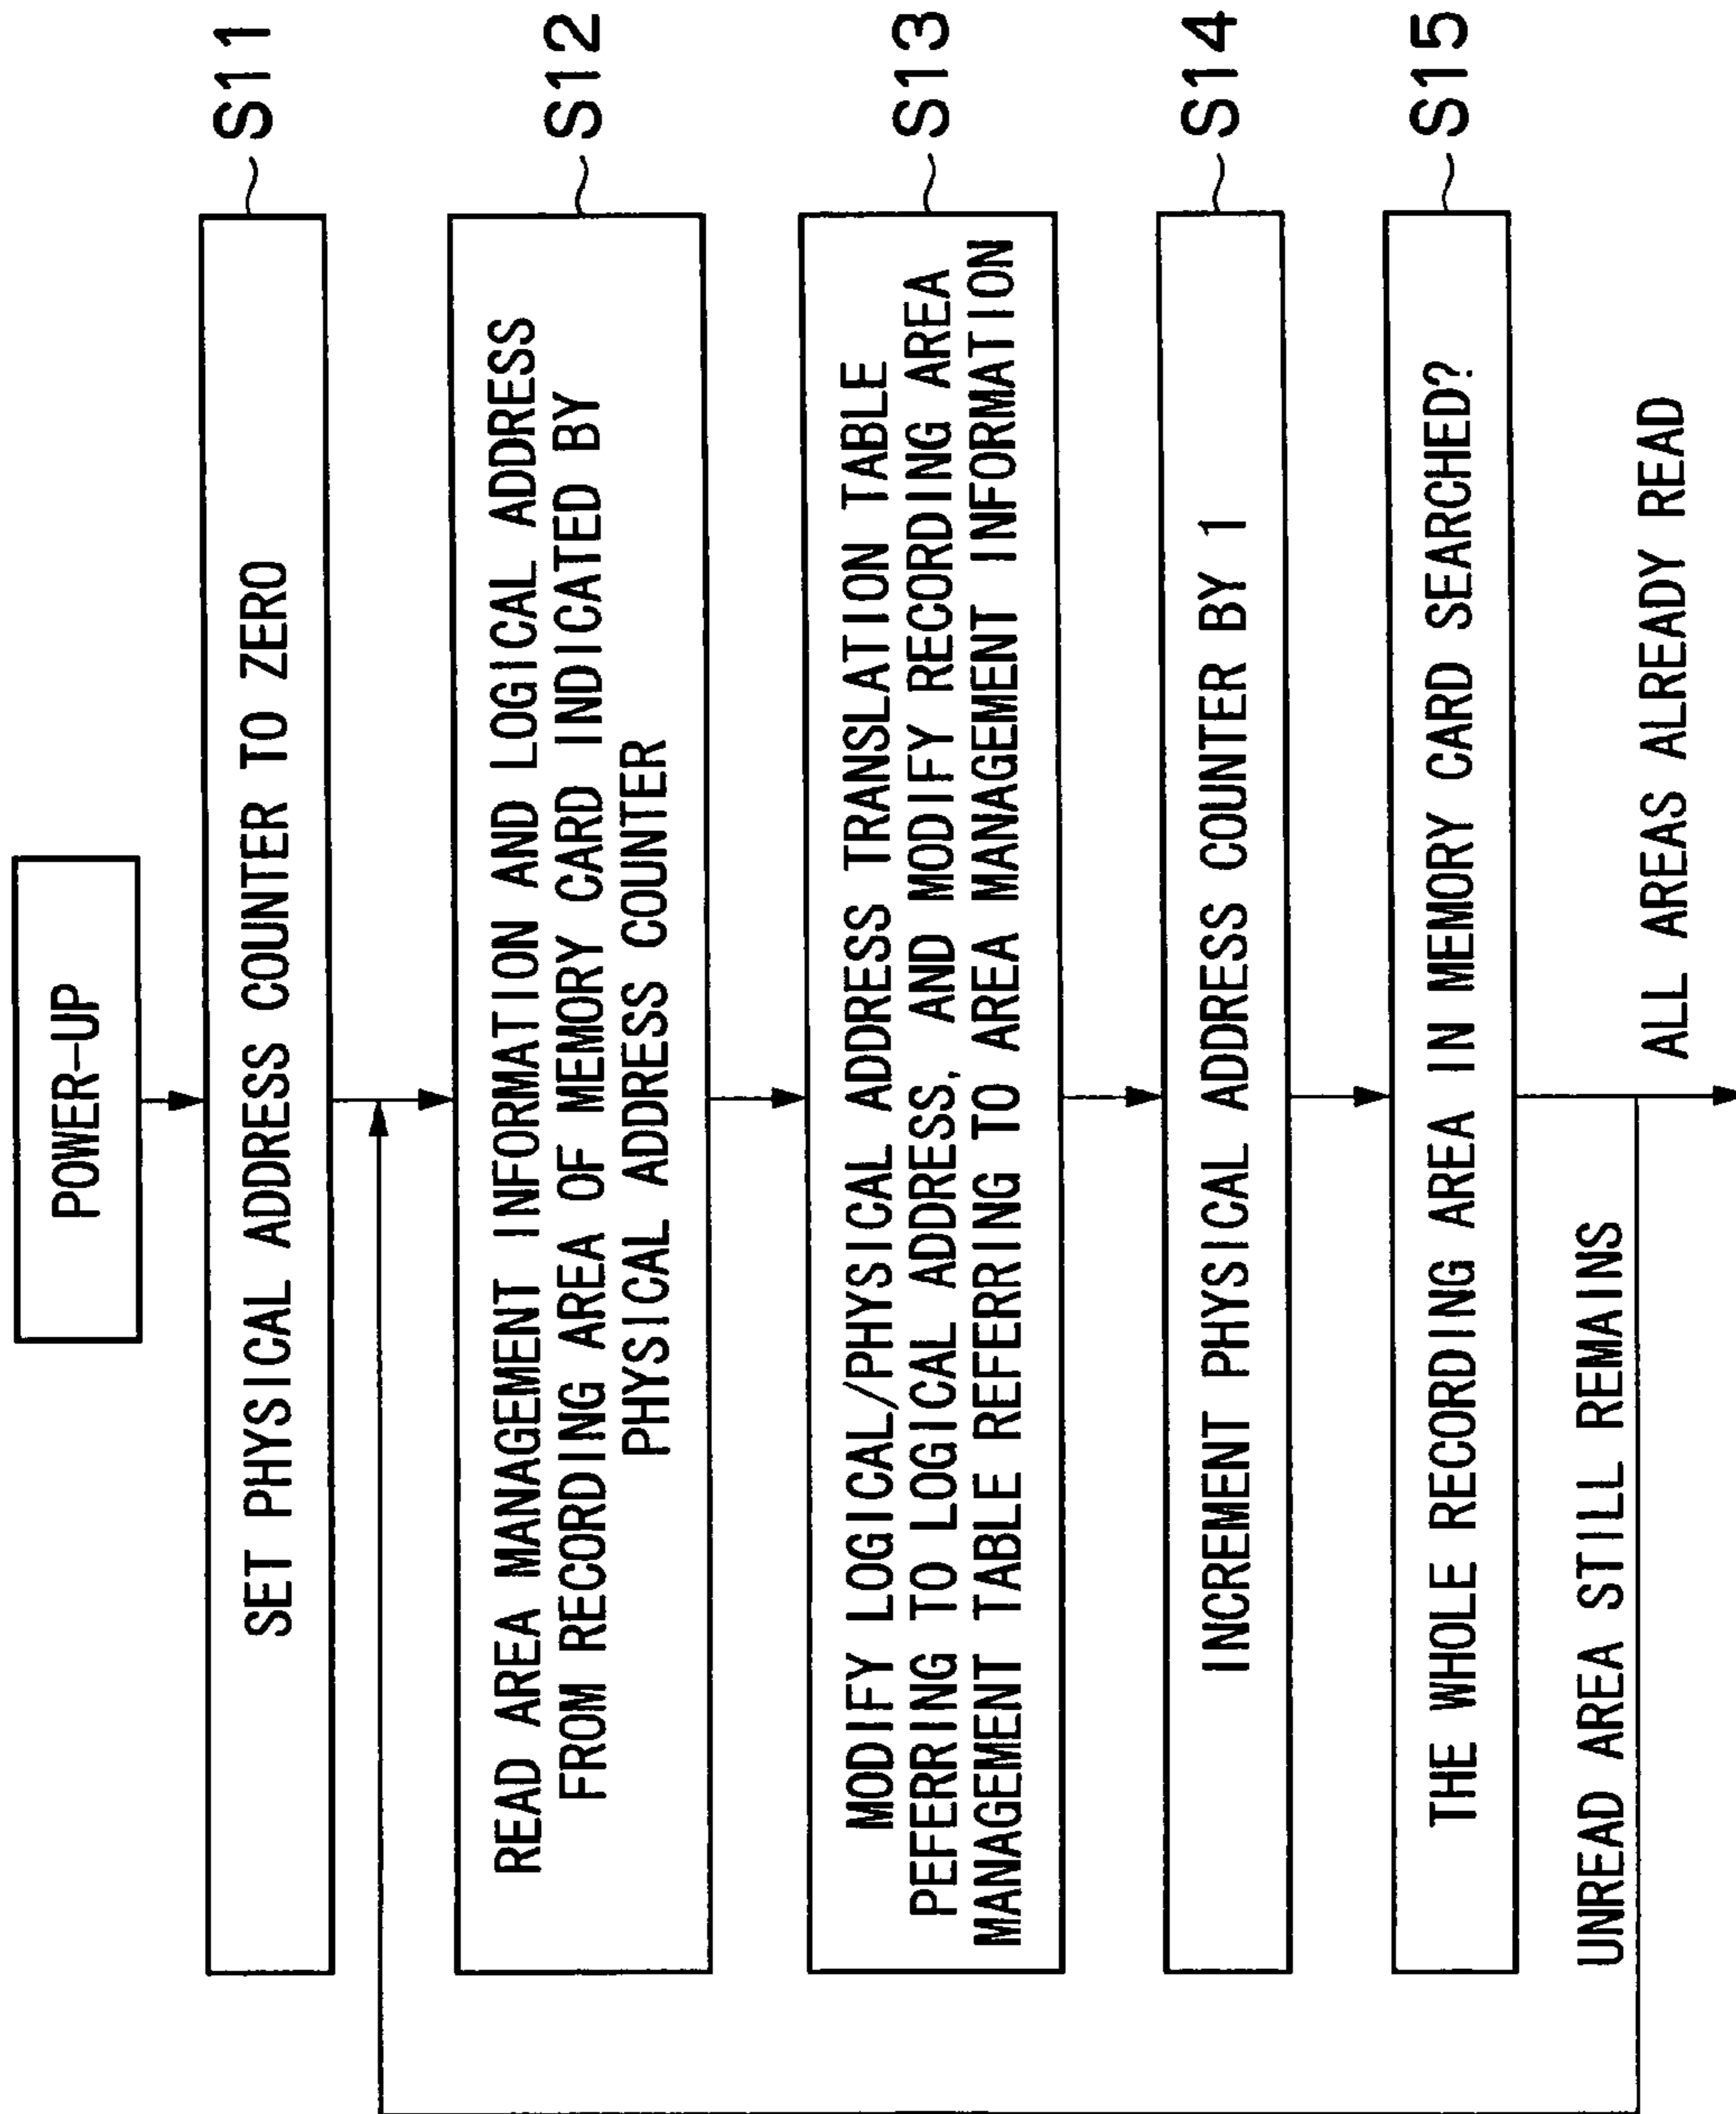 POWER-UP
SET PHYSICAL ADDRESS COUNTER TO ZERO
S11
READ AREA MANAGEMENT INFORMATION AND LOGICAL ADDRESS
FROM RECORDING AREA OF MEMORY CARD INDICATED BY
PHYSICAL ADDRESS COUNTER
S12
MODIFY LOGICAL/PHYSICAL ADDRESS TRANSLATION TABLE
PEFERRING TO LOGICAL ADDRESS, AND MODIFY RECORDING AREA
MANAGEMENT TABLE REFERRING TO AREA MANAGEMENT INFORMATION
S13
INCREMENT PHYSICAL ADDRESS COUNTER BY 1
S14
THE WHOLE RECORDING AREA IN MEMORY CARD SEARCHED?
S15
UNREAD AREA STILL REMAINS
ALL AREAS ALREADY READ